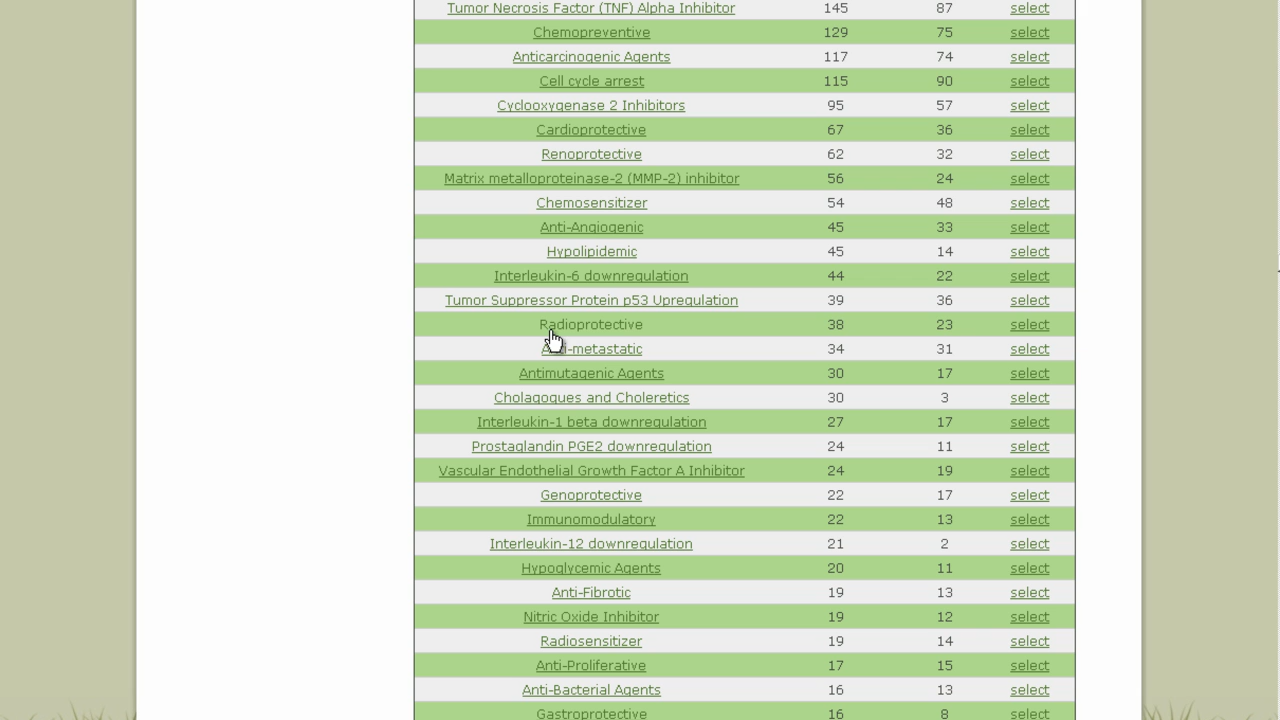 Tumor Necrosis Factor (TNF) Alpha Inhibitor 145 87 select
Chemopreventive 129 75 select
Anticarcinogenic Agents 117 74 select
Cell cycle arrest 115 90 select
Cyclooxygenase 2 Inhibitors 95 57 select
Cardioprotective 67 36 select
Renoprotective 62 32 select
Matrix metalloproteinase-2 (MMP-2) inhibitor 56 24 select
Chemosensitizer 54 48 select
Anti-Angiogenic 45 33 select
Hypolipidemic 45 14 select
Interleukin-6 downregulation 44 22 select
Tumor Suppressor Protein p53 Upregulation 39 36 select
Radioprotective 38 23 select
Anti-metastatic 34 31 select
Antimutagenic Agents 30 17 select
Cholagogues and Choleretics 30 3 select
Interleukin-1 beta downregulation 27 17 select
Prostaglandin PGE2 downregulation 24 11 select
Vascular Endothelial Growth Factor A Inhibitor 24 19 select
Genoprotective 22 17 select
Immunomodulatory 22 13 select
Interleukin-12 downregulation 21 2 select
Hypoglycemic Agents 20 11 select
Anti-Fibrotic 19 13 select
Nitric Oxide Inhibitor 19 12 select
Radiosensitizer 19 14 select
Anti-Proliferative 17 15 select
Anti-Bacterial Agents 16 13 select
Gastroprotective 16 8 select